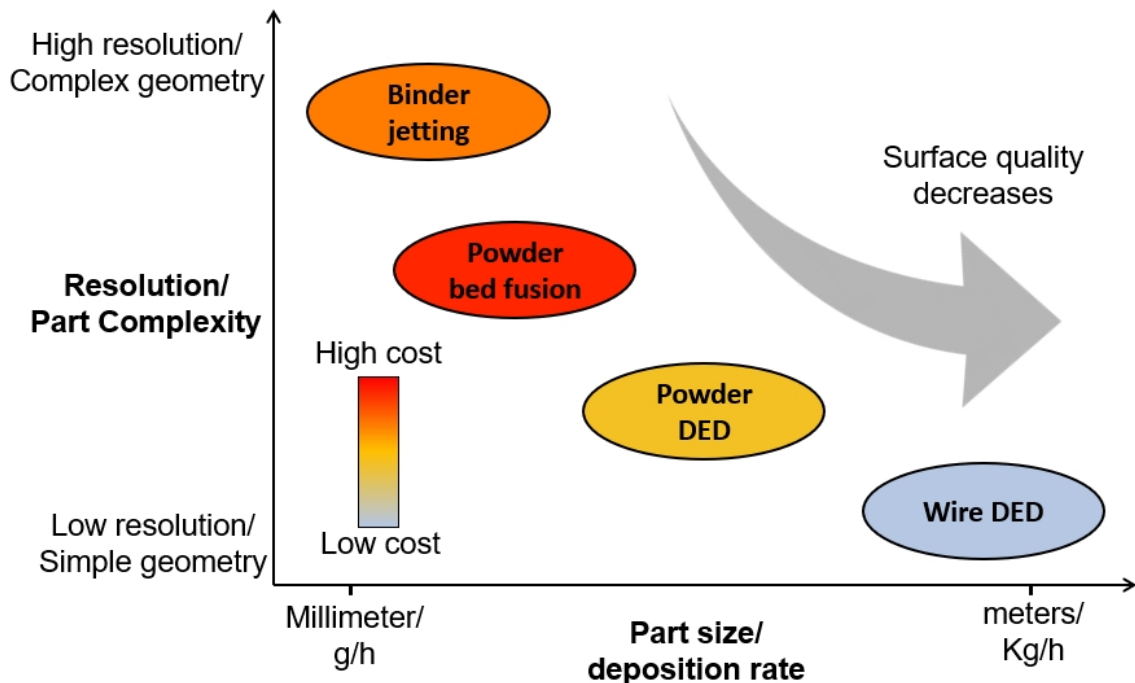 High resolution/
Complex geometry
Binder
jetting
Surface quality
decreases
Powder
bed fusion
Resolution/
Part Complexity
High cost
Powder
DED
Low cost
Wire DED
Low resolution/
Simple geometry
Millimeter/
g/h
Part size/
deposition rate
meters/
Kg/h